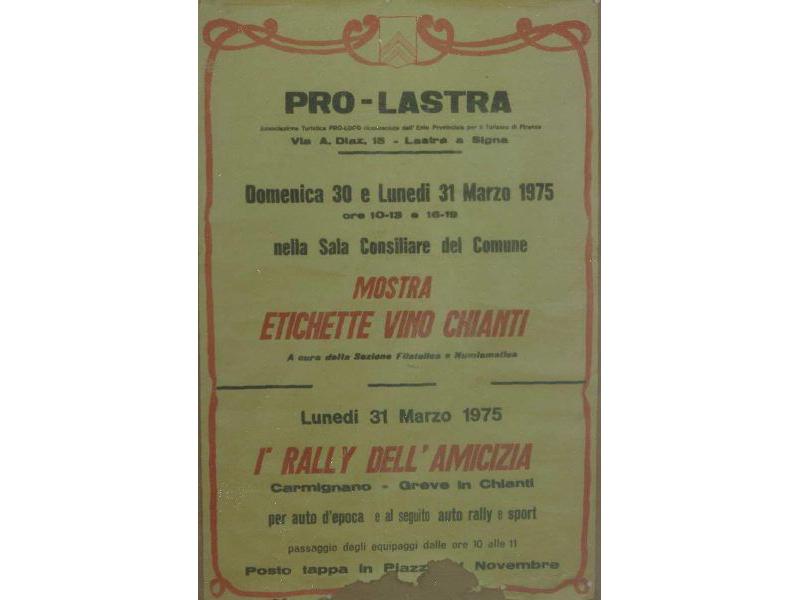 PRO-LASTRA
Associazione Turistica PRO-LOCO riconosciuta dall' Ente Provinciale per il Turismo di Firenze
Via A. Diaz, 15 - Lastra a Signa
Domenica 30 e Lunedì 31 Marzo 1975
ore 10-13 e 16-19
nella Sala Consiliare del Comune
MOSTRA
ETICHETTE VINO CHIANTI
A cura della Sezione Filatelica e Numismatica
Lunedì 31 Marzo 1975
I° RALLY DELL'AMICIZIA
Carmignano - Greve in Chianti
per auto d'epoca e al seguito auto rally e sport
passaggio degli equipaggi dalle ore 10 alle 11
Posto tappa in Novembre